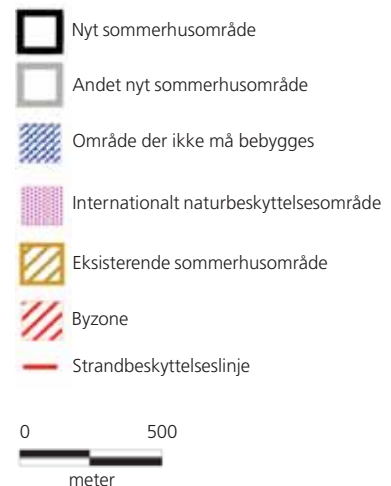 Nyt sommerhusområde
Andet nyt sommerhusområde
Område der ikke må bebygges
Internationalt naturbeskyttelsesområde
Eksisterende sommerhusområde
Byzone
Strandbeskyttelseslinje
0 500
meter